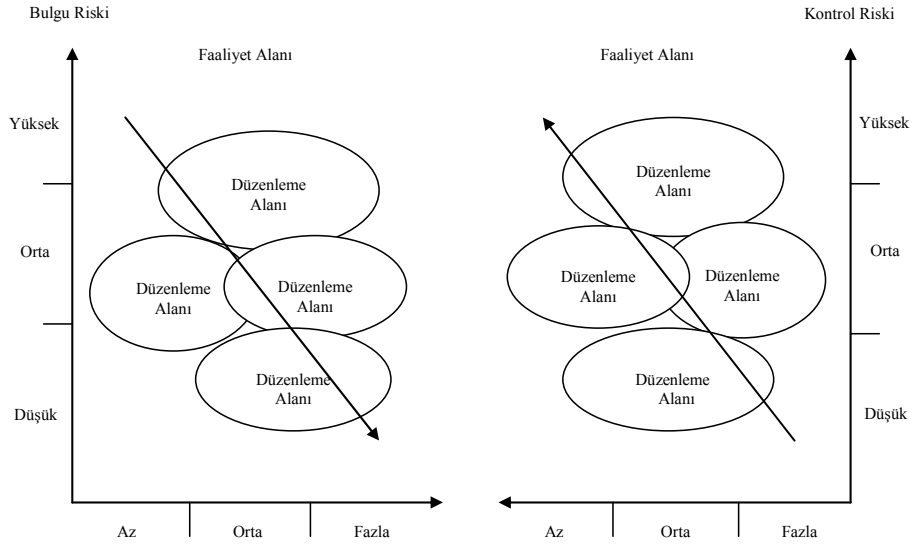 Bulgu Riski
Faaliyet Alanı
Yüksek
Orta
Düşük
Düzenleme
Alanı
Düzenleme
Alanı
Düzenleme
Alanı
Düzenleme
Alanı
Az
Orta
Fazla
Kontrol Riski
Faaliyet Alanı
Yüksek
Orta
Düşük
Düzenleme
Alanı
Düzenleme
Alanı
Düzenleme
Alanı
Düzenleme
Alanı
Az
Orta
Fazla